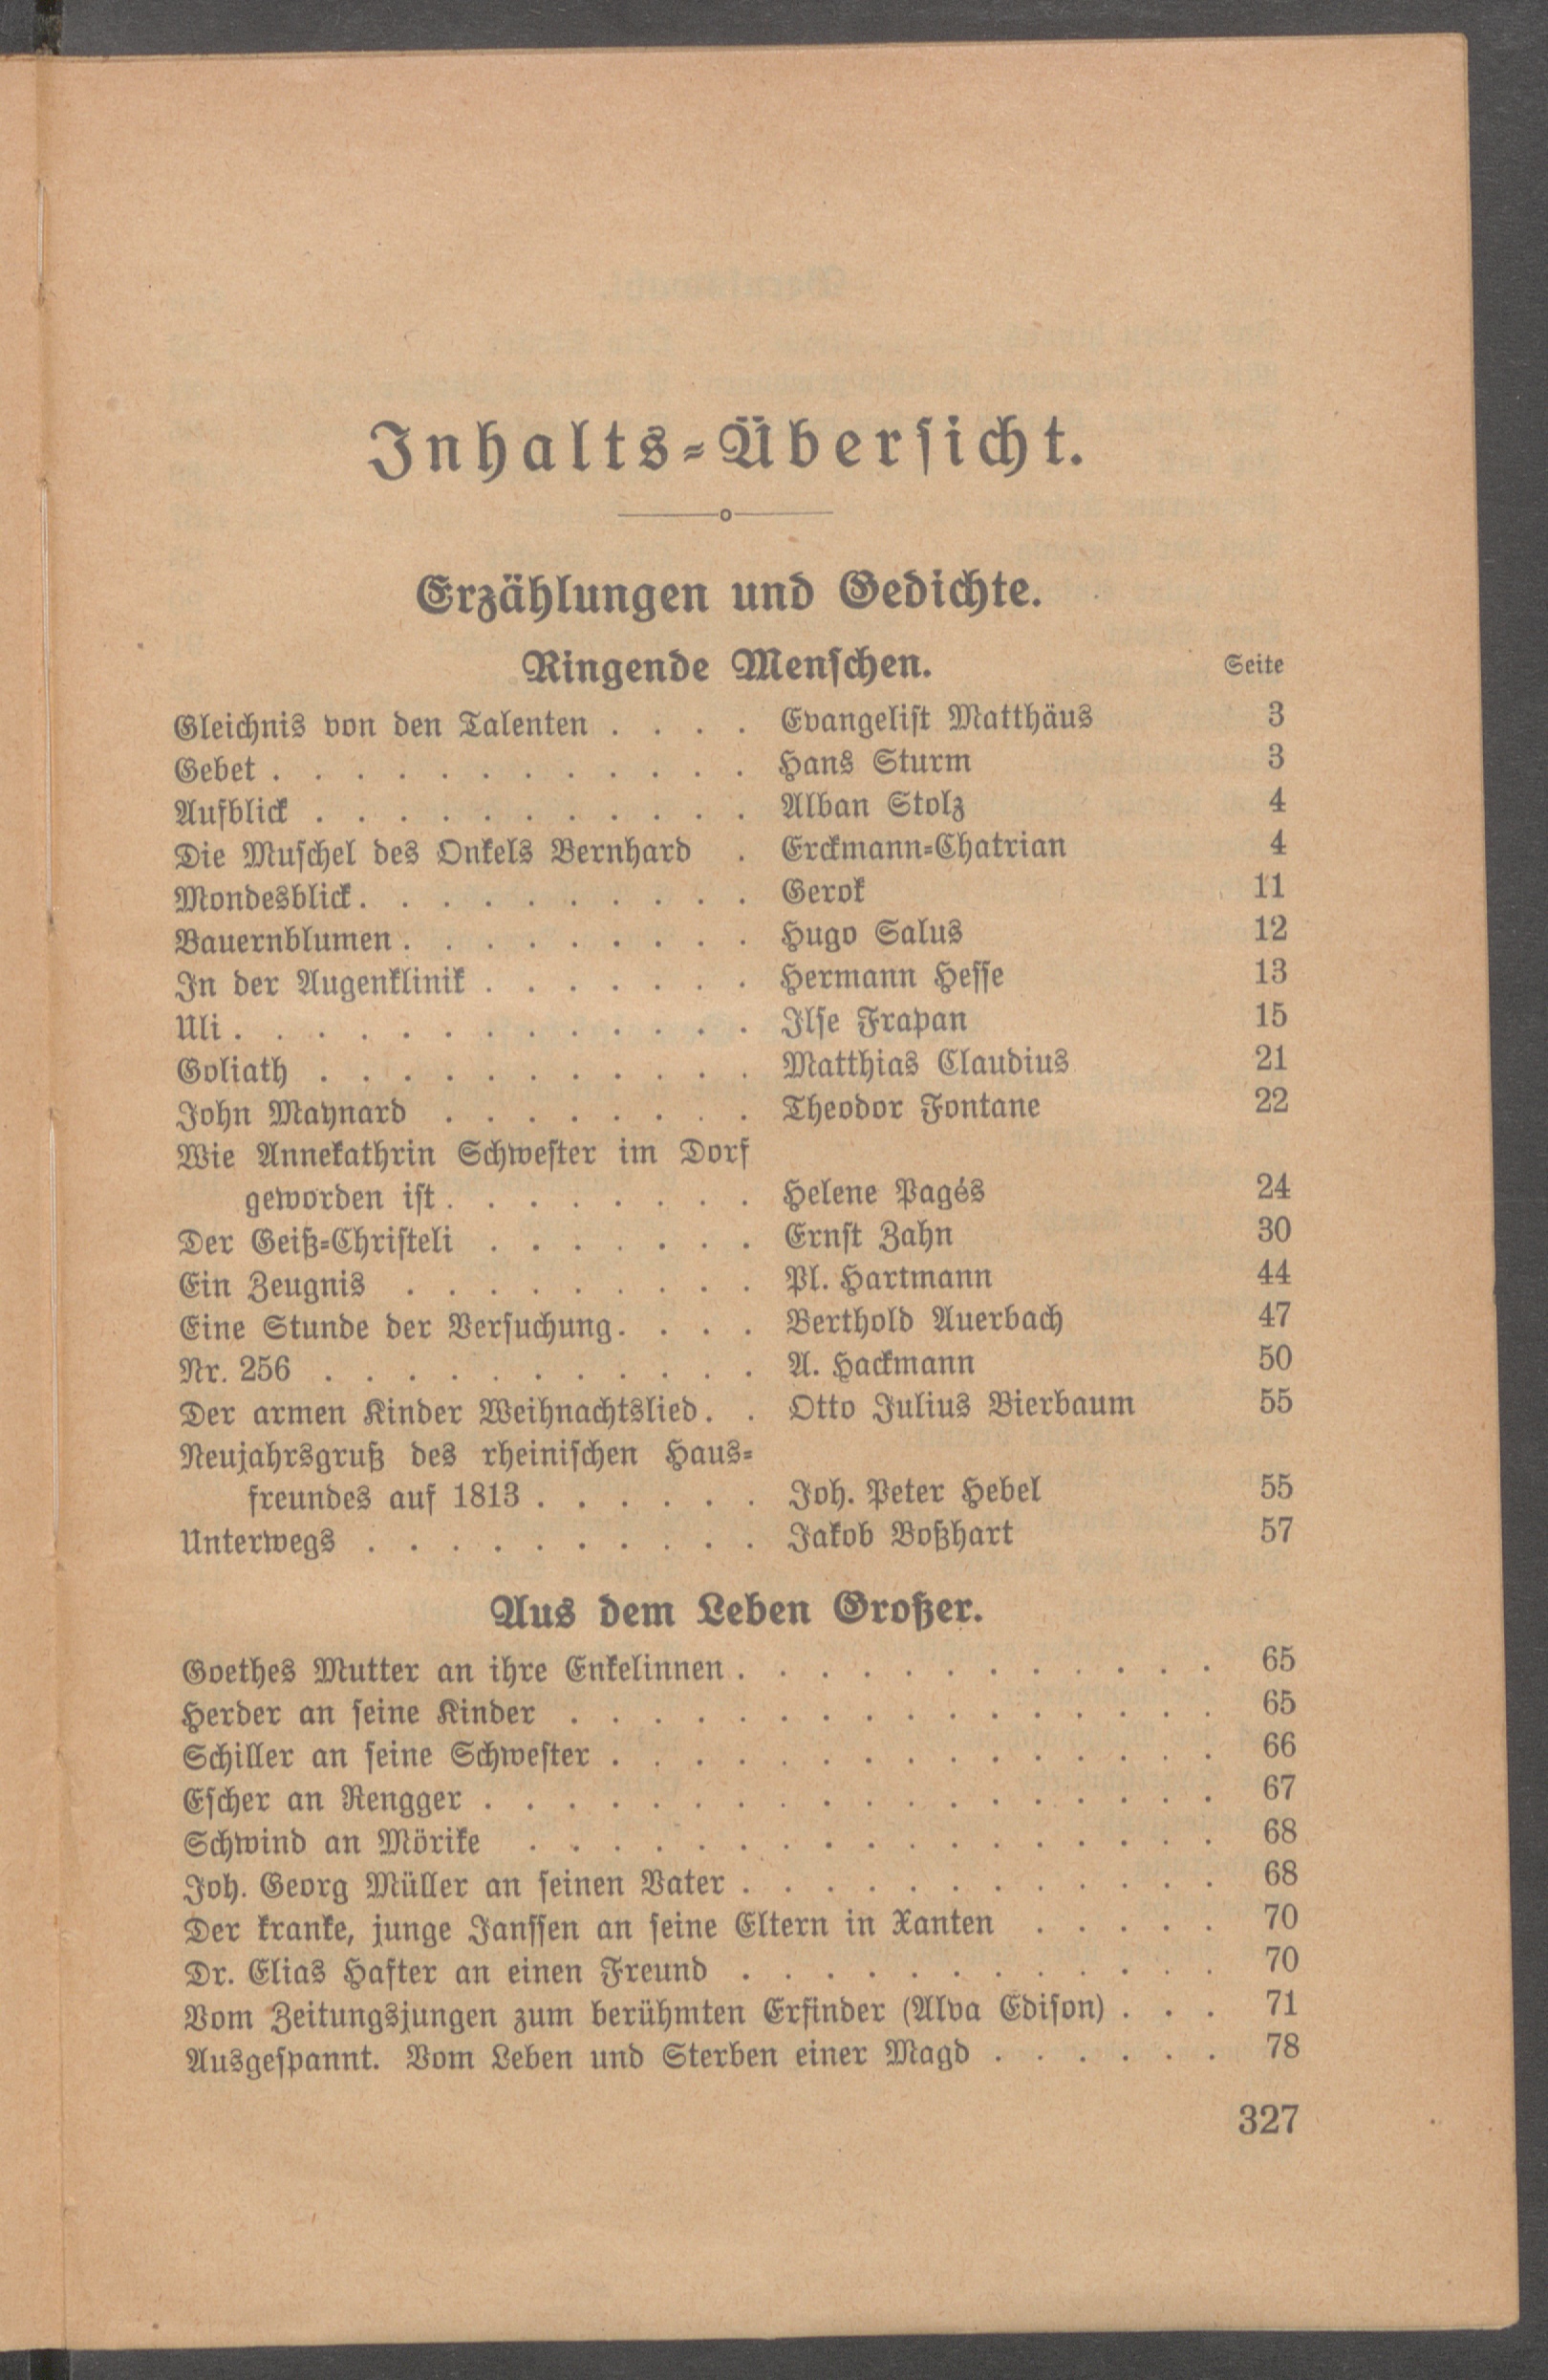 Inhalts-Übersicht.
Erzählungen und Gedichte.
Ringende Menschen. Seite
Gleichnis von den Talenten . . . . Evangelist Matthäus 3
Gebet . . . . . . . . . . . . Hans Sturm 3
Aufblick . . . . . . . . . . . Alban Stolz 4
Die Muschel des Onkels Bernhard . Erckmann-Chatrian 4
Mondesblick . . . . . . . . . . Gerok 11
Bauernblumen . . . . . . . . . Hugo Salus 12
In der Augenklinik . . . . . . . Hermann Hesse 13
Uli . . . . . . . . . . . . . Ilse Frapan 15
Goliath . . . . . . . . . . . Matthias Claudius 21
John Maynard . . . . . . . . Theodor Fontane 22
Wie Annekathrin Schwester im Dorf
geworden ist . . . . . . . . Helene Pagés 24
Der Geiß-Christeli . . . . . . . Ernst Zahn 30
Ein Zeugnis . . . . . . . . . Pl. Hartmann 44
Eine Stunde der Versuchung . . . . Berthold Auerbach 47
Nr. 256 . . . . . . . . . . . A. Hackmann 50
Der armen Kinder Weihnachtslied . . Otto Julius Bierbaum 55
Neujahrsgruß des rheinischen Haus-
freundes auf 1813 . . . . . . Joh. Peter Hebel 55
Unterwegs . . . . . . . . . . Jakob Boßhart 57
Aus dem Leben Großer.
Goethes Mutter an ihre Enkelinnen . . . . . . . . . . . . 65
Herder an seine Kinder . . . . . . . . . . . . . . . . 65
Schiller an seine Schwester . . . . . . . . . . . . . . . 66
Escher an Rengger . . . . . . . . . . . . . . . . . . 67
Schwind an Mörike . . . . . . . . . . . . . . . . . 68
Joh. Georg Müller an seinen Vater . . . . . . . . . . . . 68
Der kranke, junge Janssen an seine Eltern in Xanten . . . . . 70
Dr. Elias Hafter an einen Freund . . . . . . . . . . . . 70
Vom Zeitungsjungen zum berühmten Erfinder (Alva Edison) . . . 71
Ausgespannt. Vom Leben und Sterben einer Magd . . . . . . 78
327